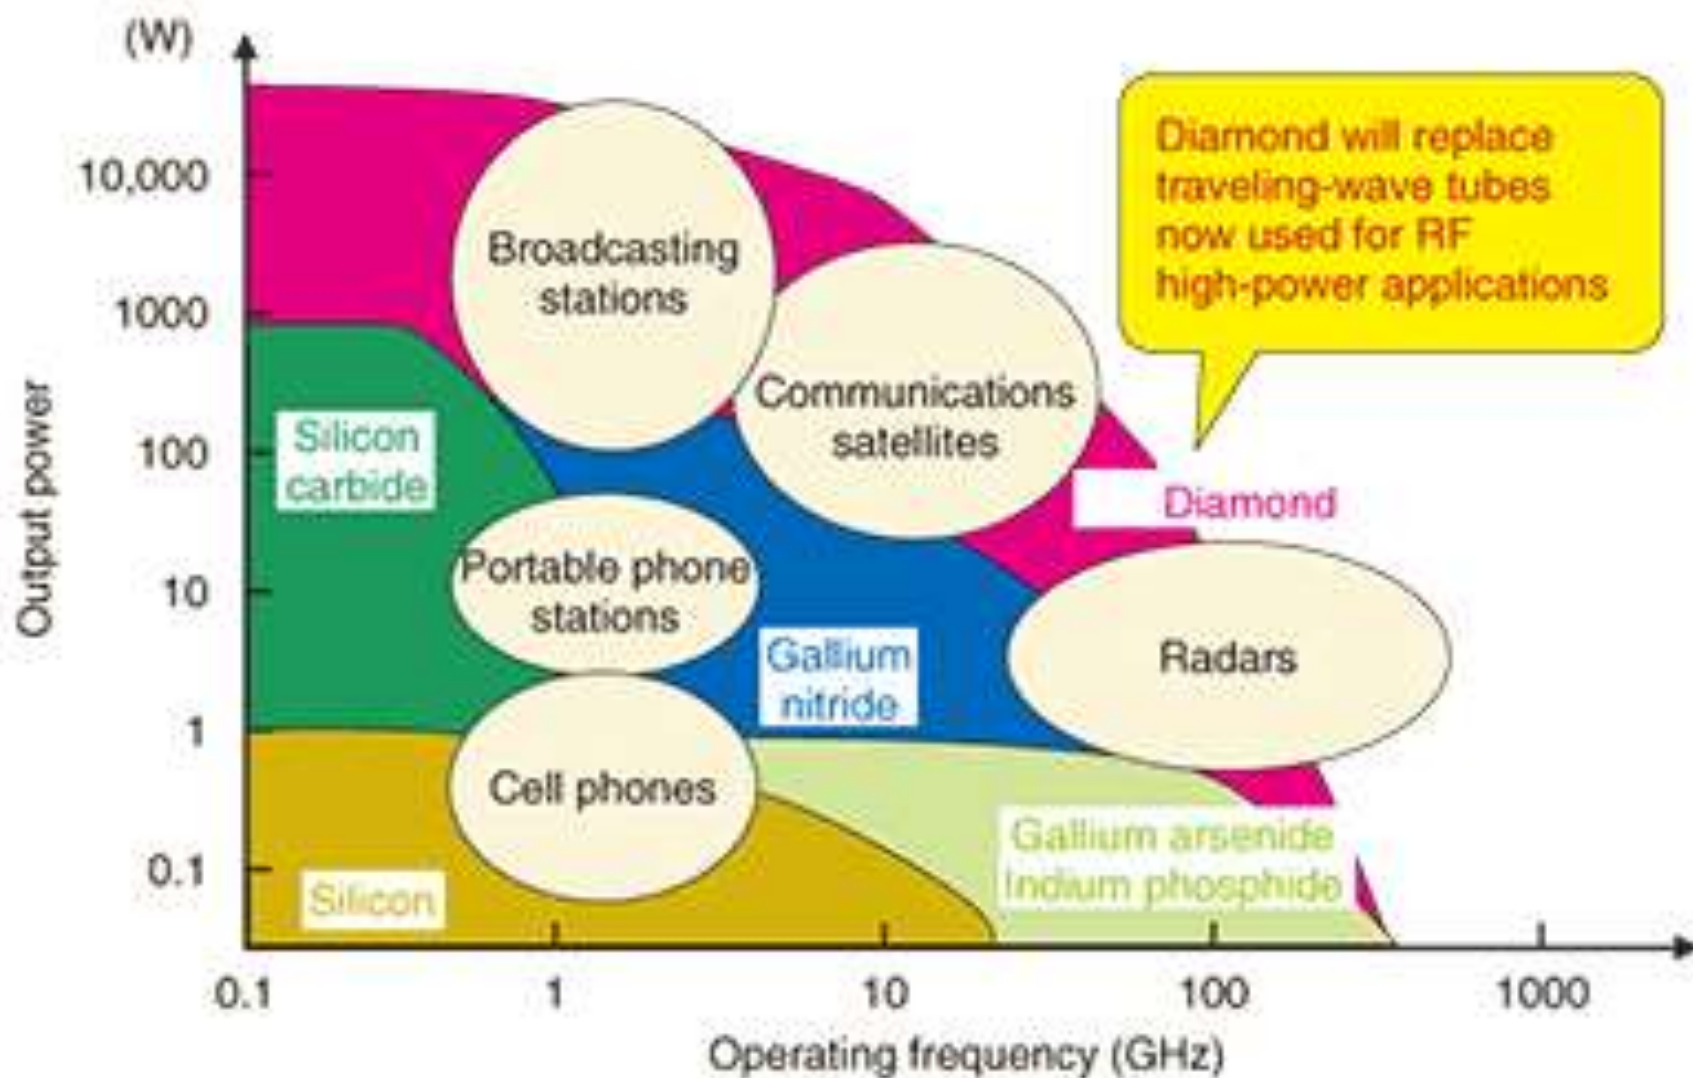 (W)
10,000
1000
100
10
1
0.1
Output power
Broadcasting
stations
Communications
satellites
Diamond will replace
traveling-wave tubes
now used for RF
high-power applications
Silicon
carbide
Diamond
Portable phone
stations
Gallium
nitride
Radars
Cell phones
Gallium arsenide
Indium phosphide
Silicon
0.1
1
10
100
1000
Operating frequency (GHz)